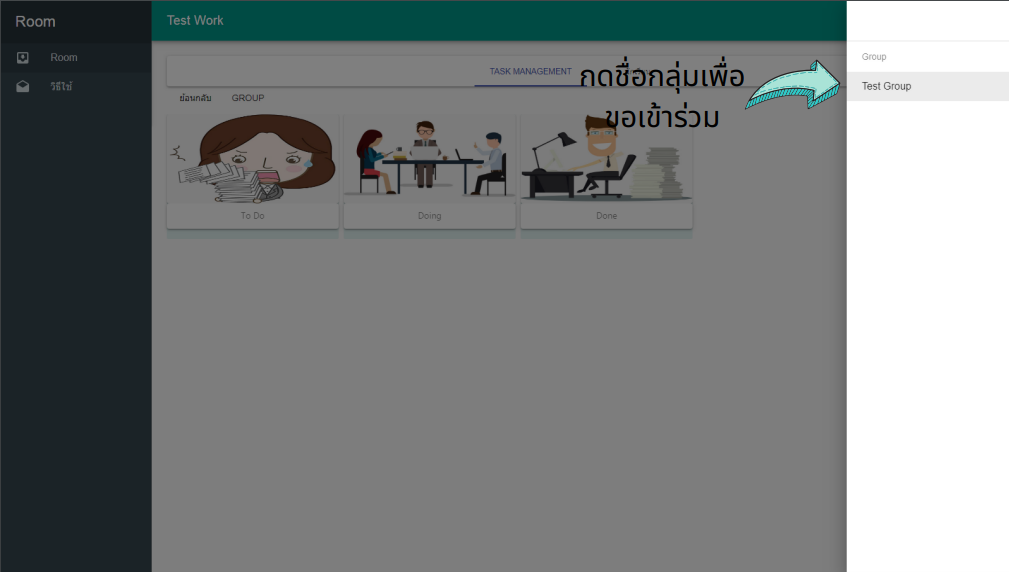 Room
Test Work
Room
วิธีใช้
TASK MANAGEMENT
กดชื่อกลุ่มเพื่อ
ขอเข้าร่วม
ย้อนกลับ
GROUP
To Do
Doing
Done
Group
Test Group